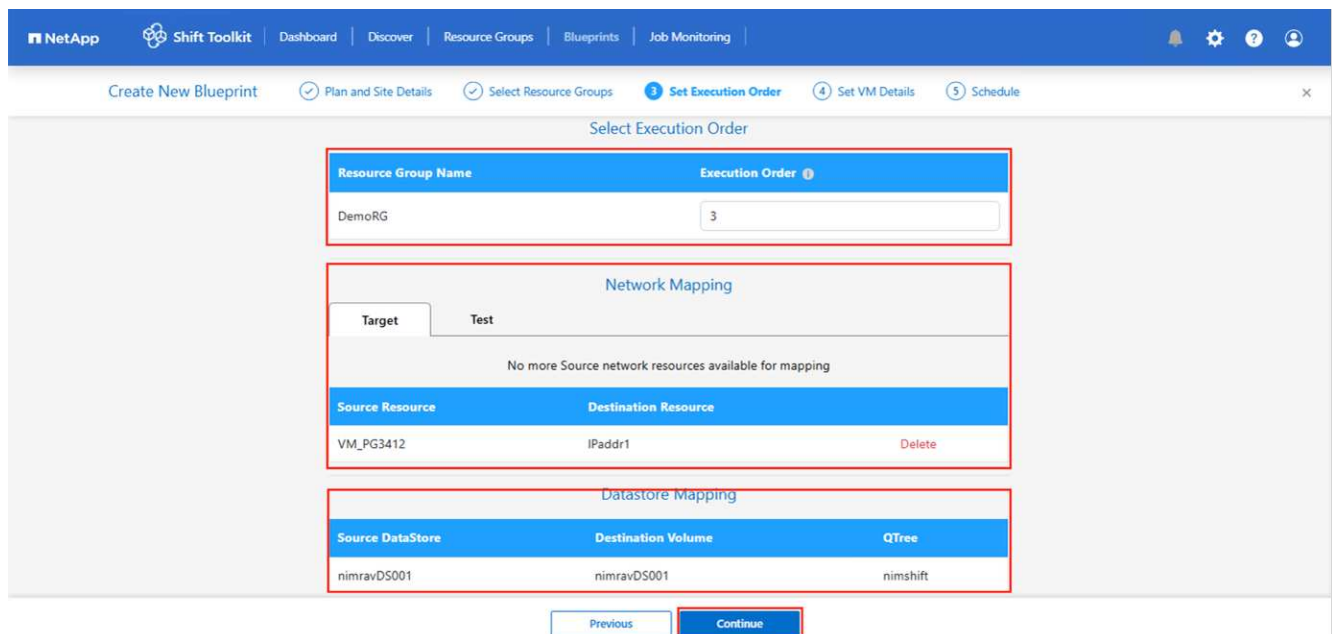 NetApp Shift Toolkit Dashboard Discover Resource Groups Blueprints Job Monitoring
Create New Blueprint Plan and Site Details Select Resource Groups 3 Set Execution Order 4 Set VM Details 5 Schedule
Select Execution Order
Resource Group Name Execution Order
DemoRG 3
Network Mapping
Target Test
No more Source network resources available for mapping
Source Resource Destination Resource
VM_PG3412 IPaddr1 Delete
Datastore Mapping
Source DataStore Destination Volume QTree
nimravDS001 nimravDS001 nimshift
Previous Continue